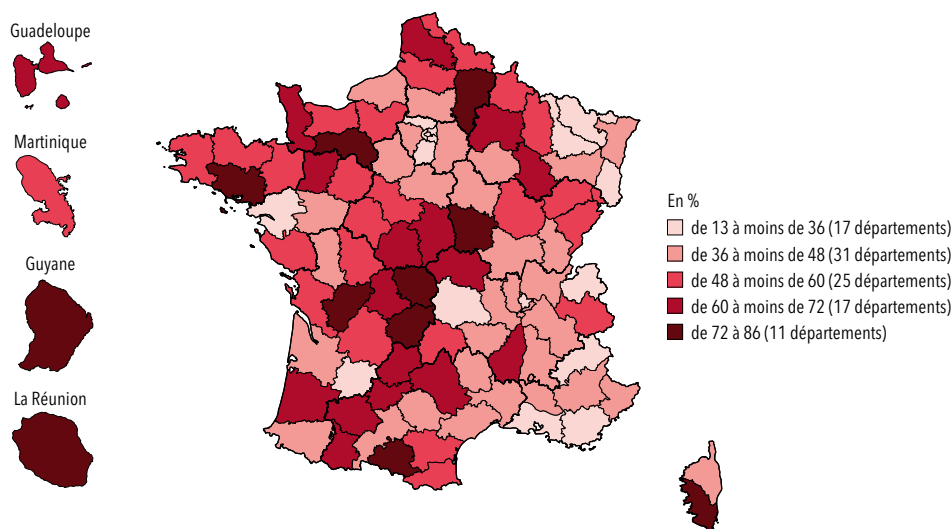 Guadeloupe
Martinique
Guyane
La Réunion
En %
de 13 à moins de 36 (17 départements)
de 36 à moins de 48 (31 départements)
de 48 à moins de 60 (25 départements)
de 60 à moins de 72 (17 départements)
de 72 à 86 (11 départements)